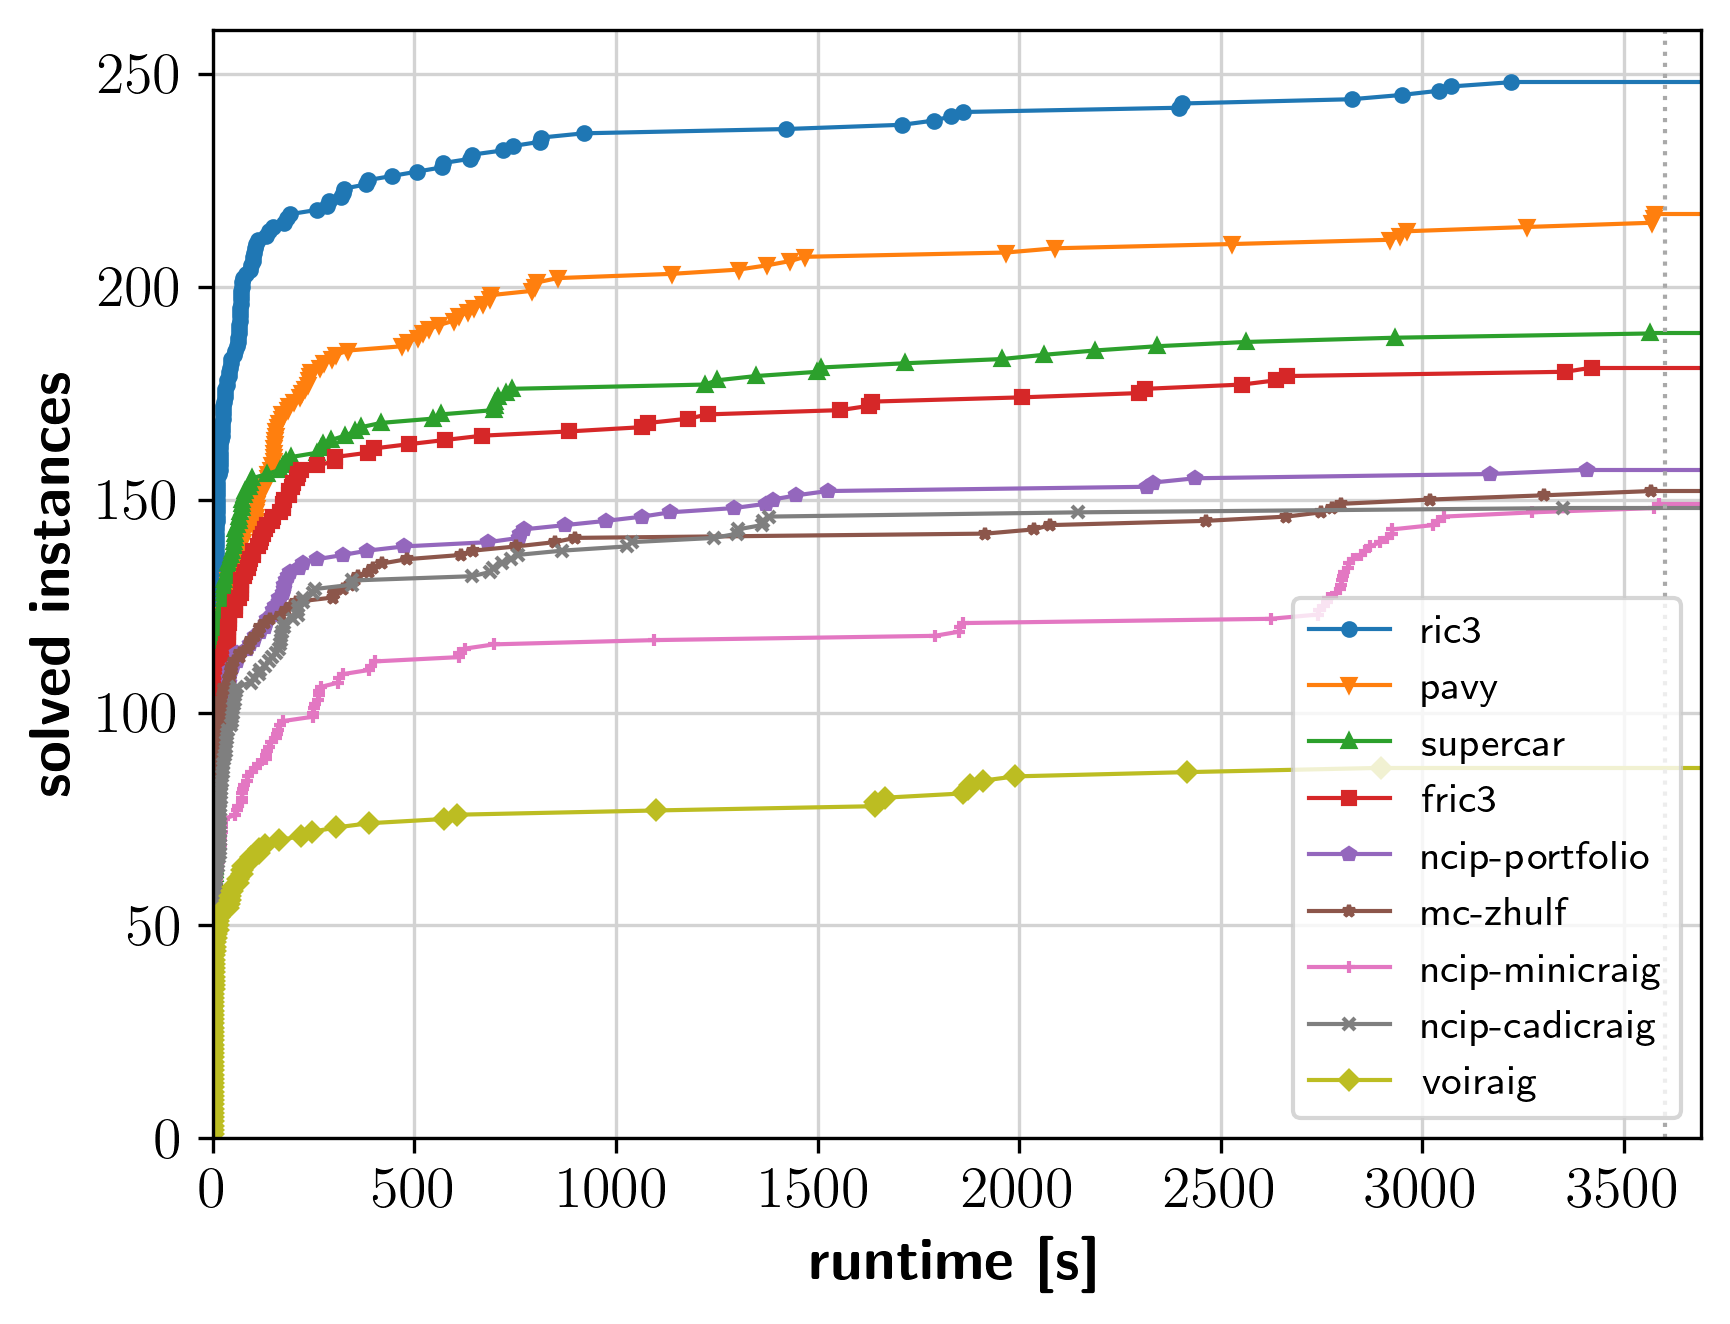 250
200
150
100
50
0
solved instances
0 500 1000 1500 2000 2500 3000 3500
runtime [s]
ric3
pavy
supercar
fric3
ncip-portfolio
mc-zhulf
ncip-minicraig
ncip-cadicraig
voiraig